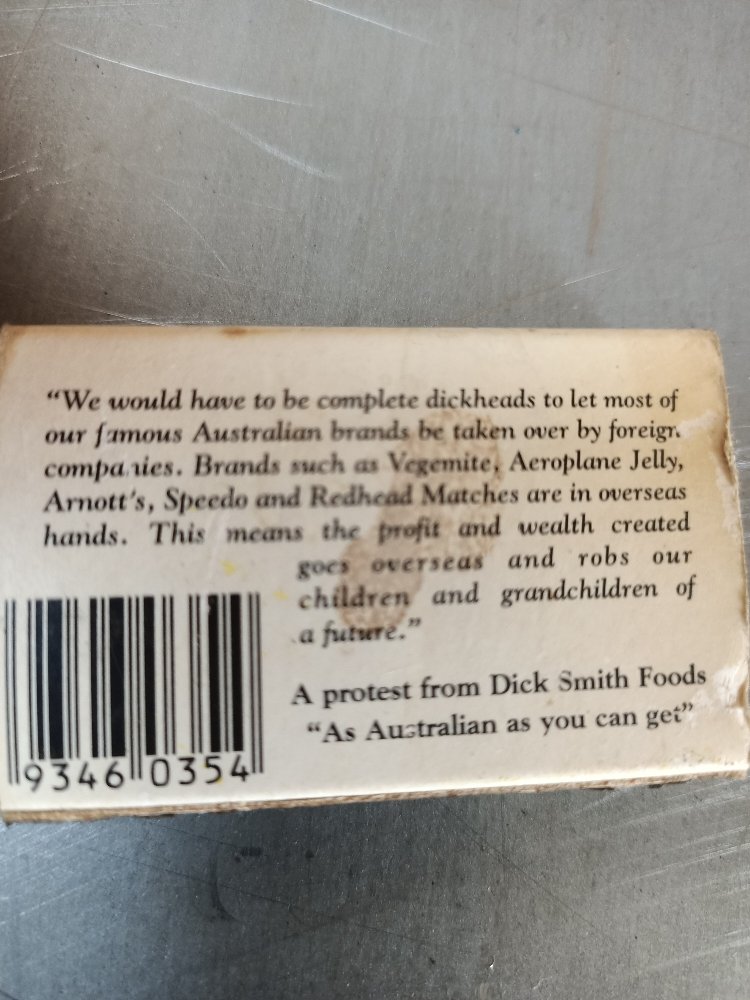 “We would have to be complete dickheads to let most of
our famous Australian brands be taken over by foreign
companies. Brands such as Vegemite, Aeroplane Jelly,
Arnott's, Speedo and Redhead Matches are in overseas
hands. This means the profit and wealth created
goes overseas and robs our
children and grandchildren of
a future.”
A protest from Dick Smith Foods
“As Australian as you can get”
9346 0354